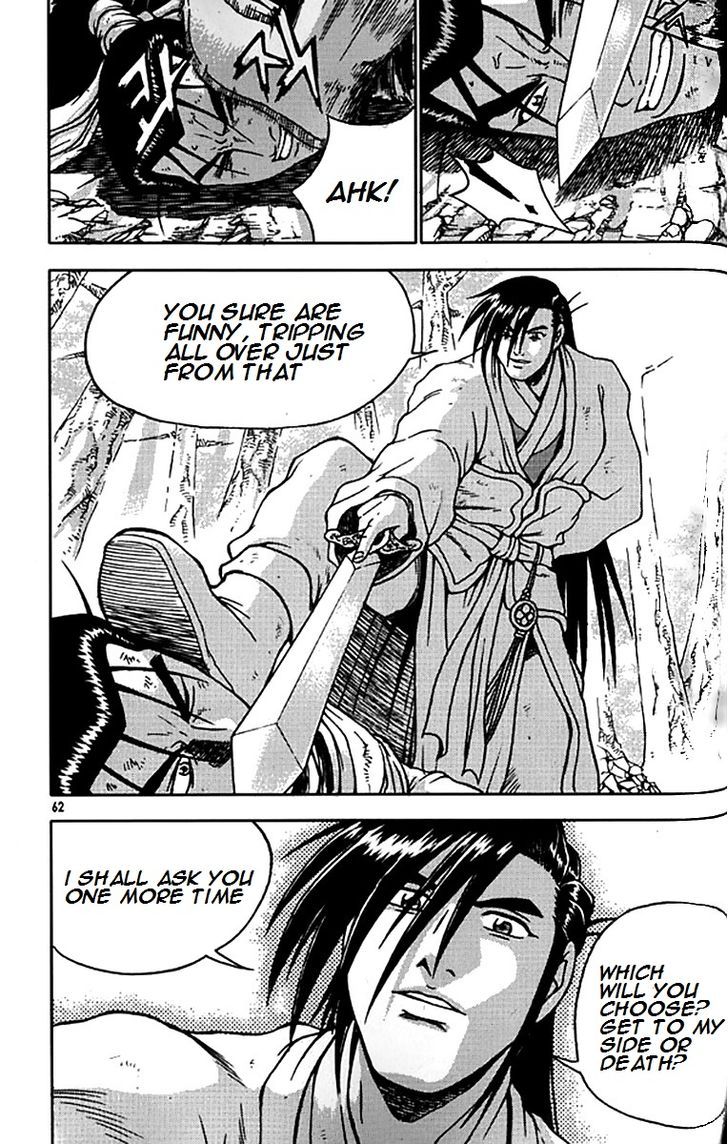 AHK!
YOU SURE ARE
FUNNY, TRIPPING
ALL OVER JUST
FROM THAT
62
I SHALL ASK YOU
ONE MORE TIME
WHICH
WILL YOU
CHOOSE?
GET TO MY
SIDE OR
DEATH?